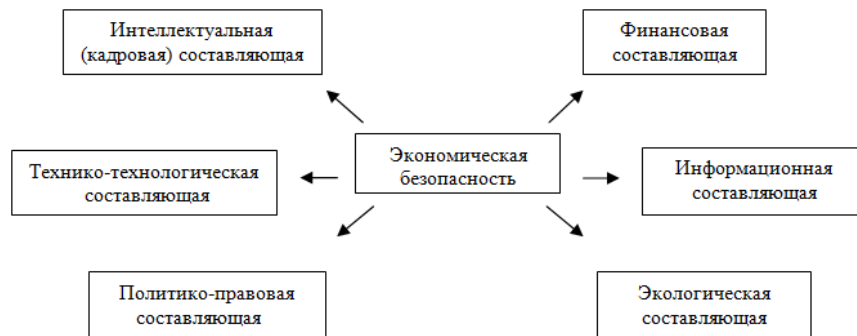 Интеллектуальная
(кадровая) составляющая
Финансовая
составляющая
Экономическая
безопасность
Технико-технологическая
составляющая
Информационная
составляющая
Политико-правовая
составляющая
Экологическая
составляющая